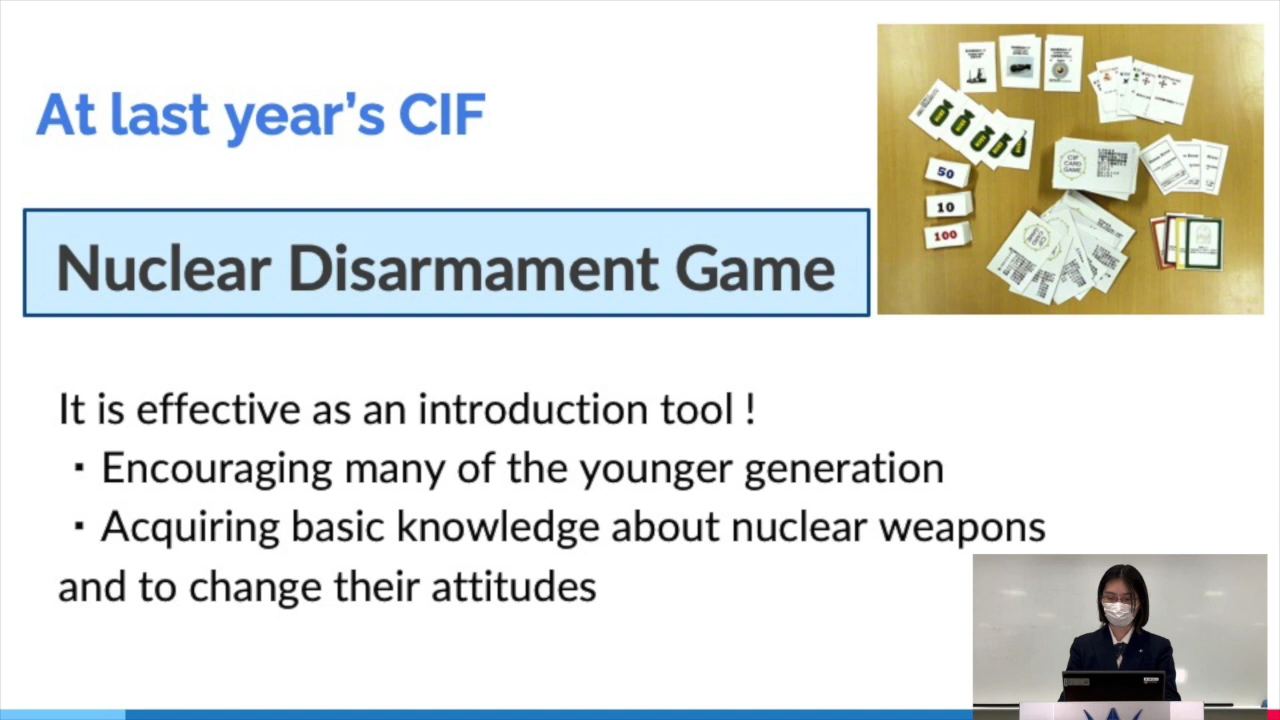 At last year’s CIF
Nuclear Disarmament Game
It is effective as an introduction tool !
・Encouraging many of the younger generation
・Acquiring basic knowledge about nuclear weapons
and to change their attitudes
CIF
CARD
GAME
50
10
100